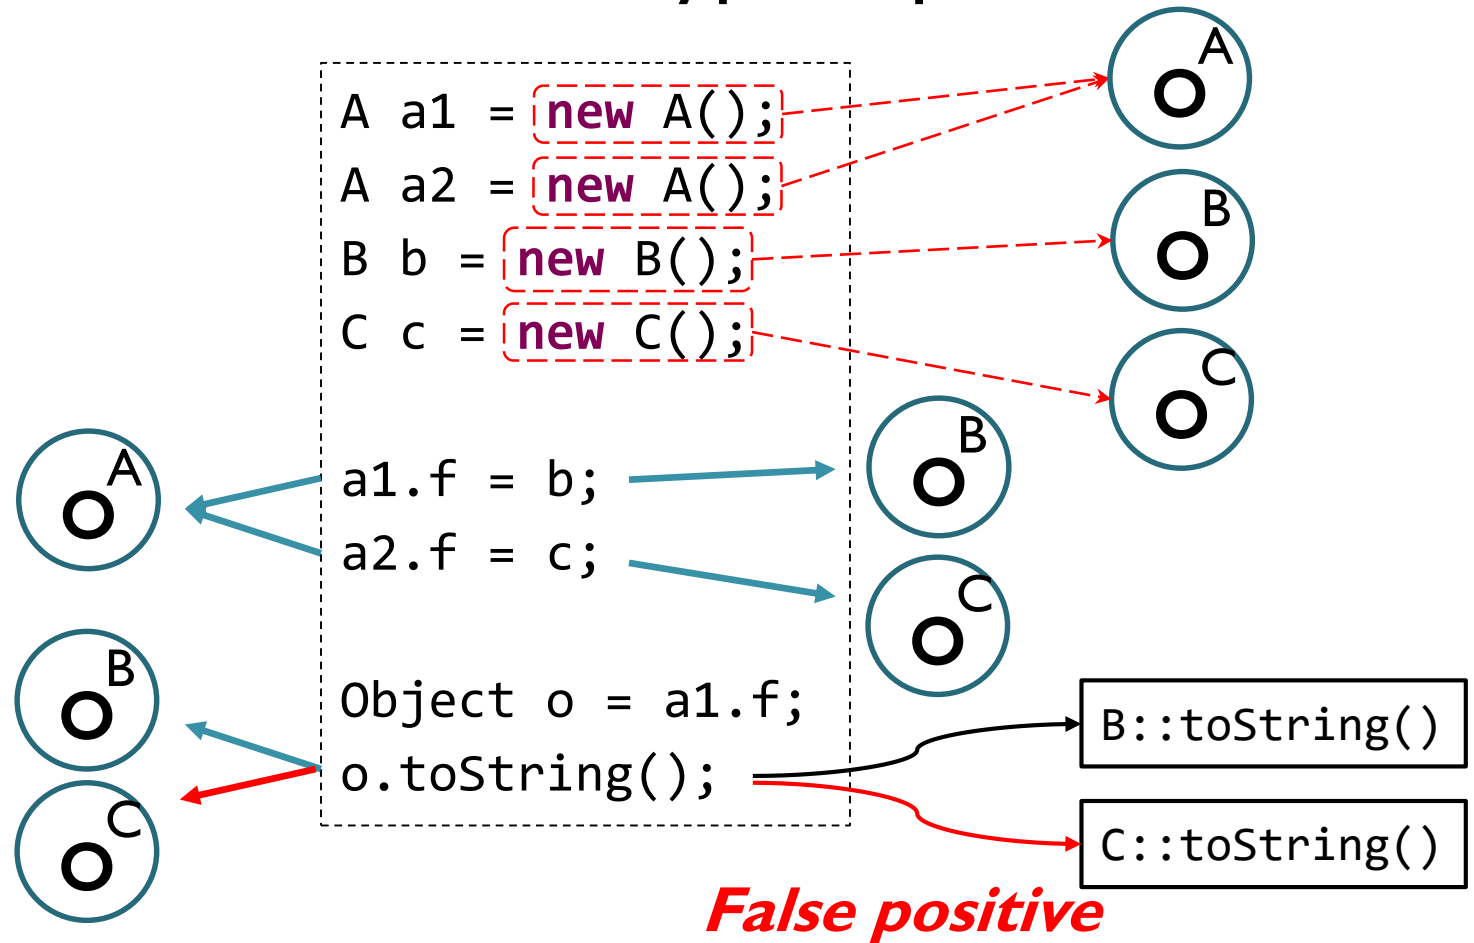 A a1 = new A();
A a2 = new A();
B b = new B();
C c = new C();
a1.f = b;
a2.f = c;
Object o = a1.f;
o.toString();
A
O
B
O
C
O
A
O
B
O
C
O
B
O
C
O
B::toString()
C::toString()
False positive